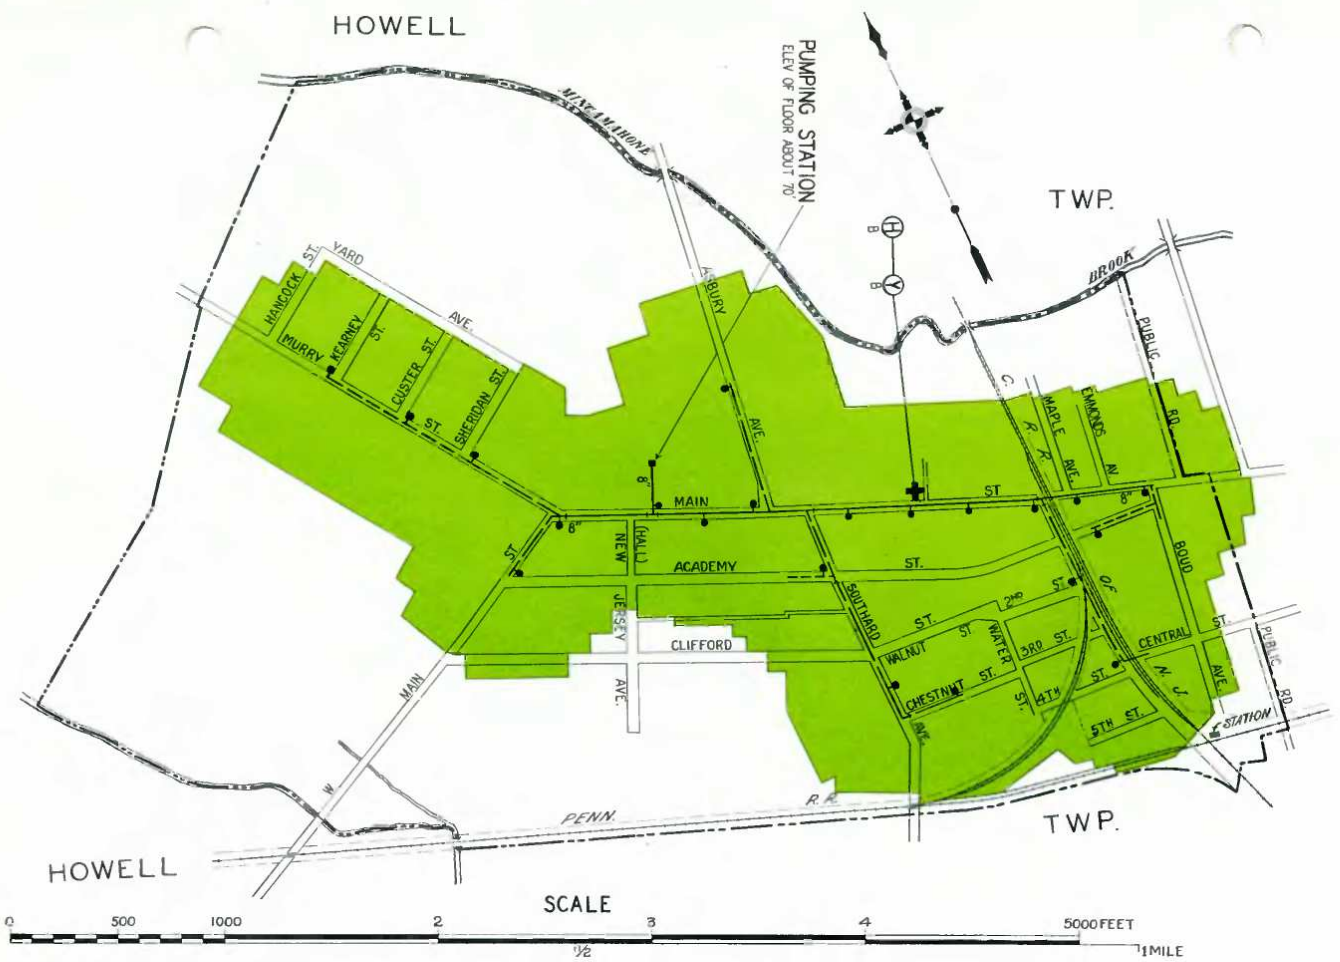 HOWELL
MINGAMAHONE
PUMPING STATION
ELEV OF FLOOR ABOUT 70'
TWP.
H
B
Y
B
BROOK
HANCOCK ST.
YARD AVE.
MURRY ST.
KEARNEY ST.
CUSTER ST.
SHERIDAN ST.
ASBURY AVE.
PUBLIC RD.
C. R. R. OF N. J.
MAPLE AVE.
EMMONDS AV.
8"
MAIN ST
8"
8"
NEW JERSEY AVE.
(HALL)
ACADEMY ST.
SOUTHARD AVE.
BOUD AVE.
WALNUT ST.
2ND ST.
WATER ST.
3RD ST.
CENTRAL ST.
CHESTNUT ST.
4TH ST.
5TH ST.
CLIFFORD ST
PUBLIC RD.
STATION
W. MAIN ST
PENN. R. R.
TWP.
HOWELL
SCALE
0 500 1000 2 3 4 5000 FEET
1/2 1 MILE